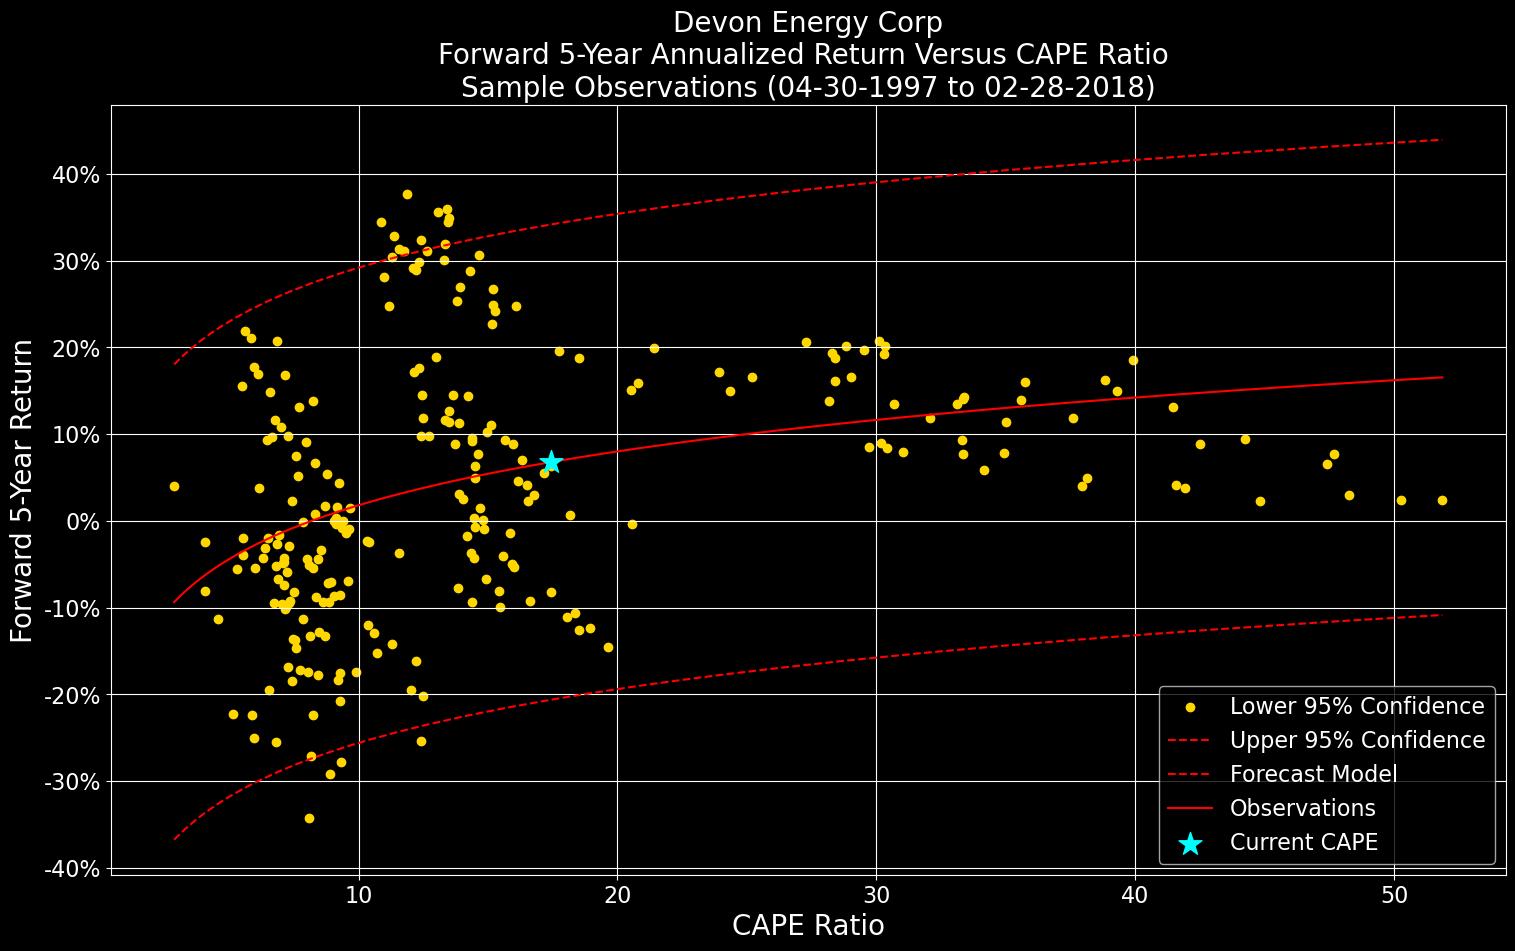 Devon Energy Corp
Forward 5-Year Annualized Return Versus CAPE Ratio
Sample Observations (04-30-1997 to 02-28-2018)
Forward 5-Year Return
40%
30%
20%
10%
0%
-10%
-20%
-30%
-40%
Lower 95% Confidence
Upper 95% Confidence
Forecast Model
Observations
Current CAPE
10 20 30 40 50
CAPE Ratio